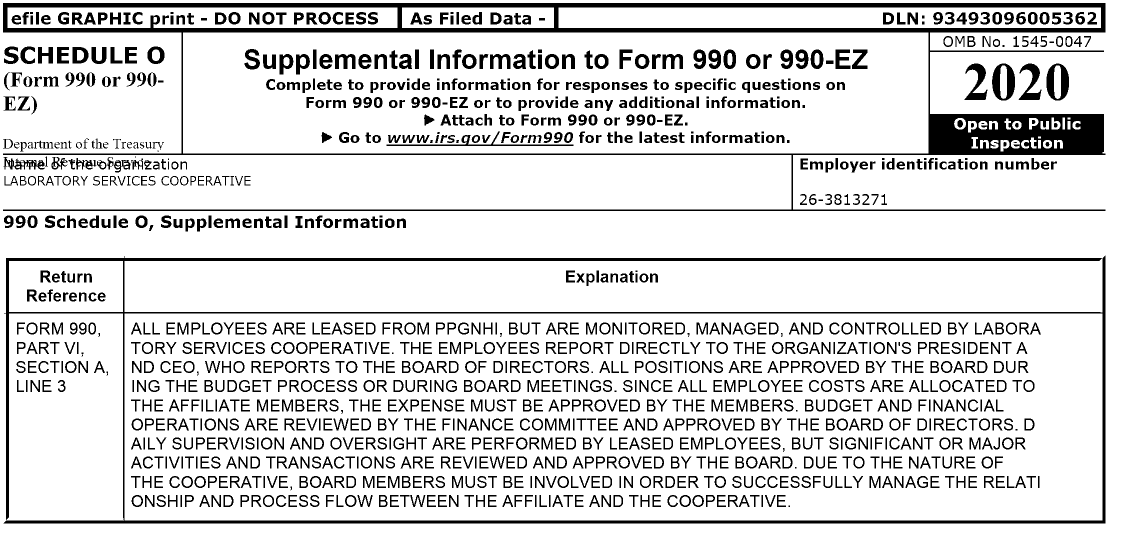 efile GRAPHIC print - DO NOT PROCESS
As Filed Data -
DLN: 93493096005362
SCHEDULE O
(Form 990 or 990-
EZ)
Department of the Treasury
Internal Revenue Service
Supplemental Information to Form 990 or 990-EZ
Complete to provide information for responses to specific questions on
Form 990 or 990-EZ or to provide any additional information.
▶ Attach to Form 990 or 990-EZ.
▶ Go to www.irs.gov/Form990 for the latest information.
OMB No. 1545-0047
2020
Open to Public
Inspection
Name of the organization
LABORATORY SERVICES COOPERATIVE
Employer identification number
26-3813271
990 Schedule O, Supplemental Information
Return
Reference
Explanation
FORM 990,
PART VI,
SECTION A,
LINE 3
ALL EMPLOYEES ARE LEASED FROM PPGNHI, BUT ARE MONITORED, MANAGED, AND CONTROLLED BY LABORA
TORY SERVICES COOPERATIVE. THE EMPLOYEES REPORT DIRECTLY TO THE ORGANIZATION'S PRESIDENT A
ND CEO, WHO REPORTS TO THE BOARD OF DIRECTORS. ALL POSITIONS ARE APPROVED BY THE BOARD DUR
ING THE BUDGET PROCESS OR DURING BOARD MEETINGS. SINCE ALL EMPLOYEE COSTS ARE ALLOCATED TO
THE AFFILIATE MEMBERS, THE EXPENSE MUST BE APPROVED BY THE MEMBERS. BUDGET AND FINANCIAL
OPERATIONS ARE REVIEWED BY THE FINANCE COMMITTEE AND APPROVED BY THE BOARD OF DIRECTORS. D
AILY SUPERVISION AND OVERSIGHT ARE PERFORMED BY LEASED EMPLOYEES, BUT SIGNIFICANT OR MAJOR
ACTIVITIES AND TRANSACTIONS ARE REVIEWED AND APPROVED BY THE BOARD. DUE TO THE NATURE OF
THE COOPERATIVE, BOARD MEMBERS MUST BE INVOLVED IN ORDER TO SUCCESSFULLY MANAGE THE RELATI
ONSHIP AND PROCESS FLOW BETWEEN THE AFFILIATE AND THE COOPERATIVE.